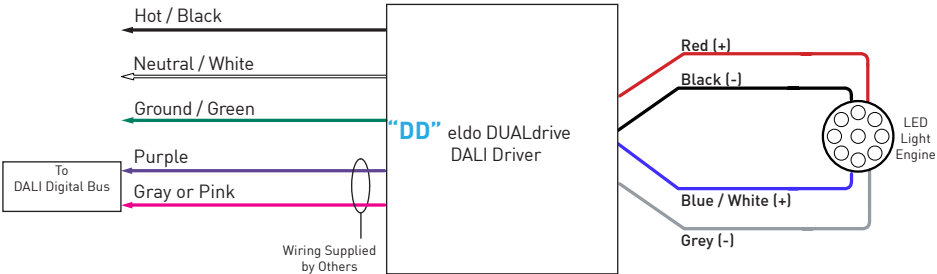 Hot / Black
Neutral / White
Ground / Green
Purple
Gray or Pink
To
DALI Digital Bus
Wiring Supplied
by Others
“DD” eldo DUALdrive
DALI Driver
Red (+)
Black (-)
Blue / White (+)
Grey (-)
LED
Light
Engine